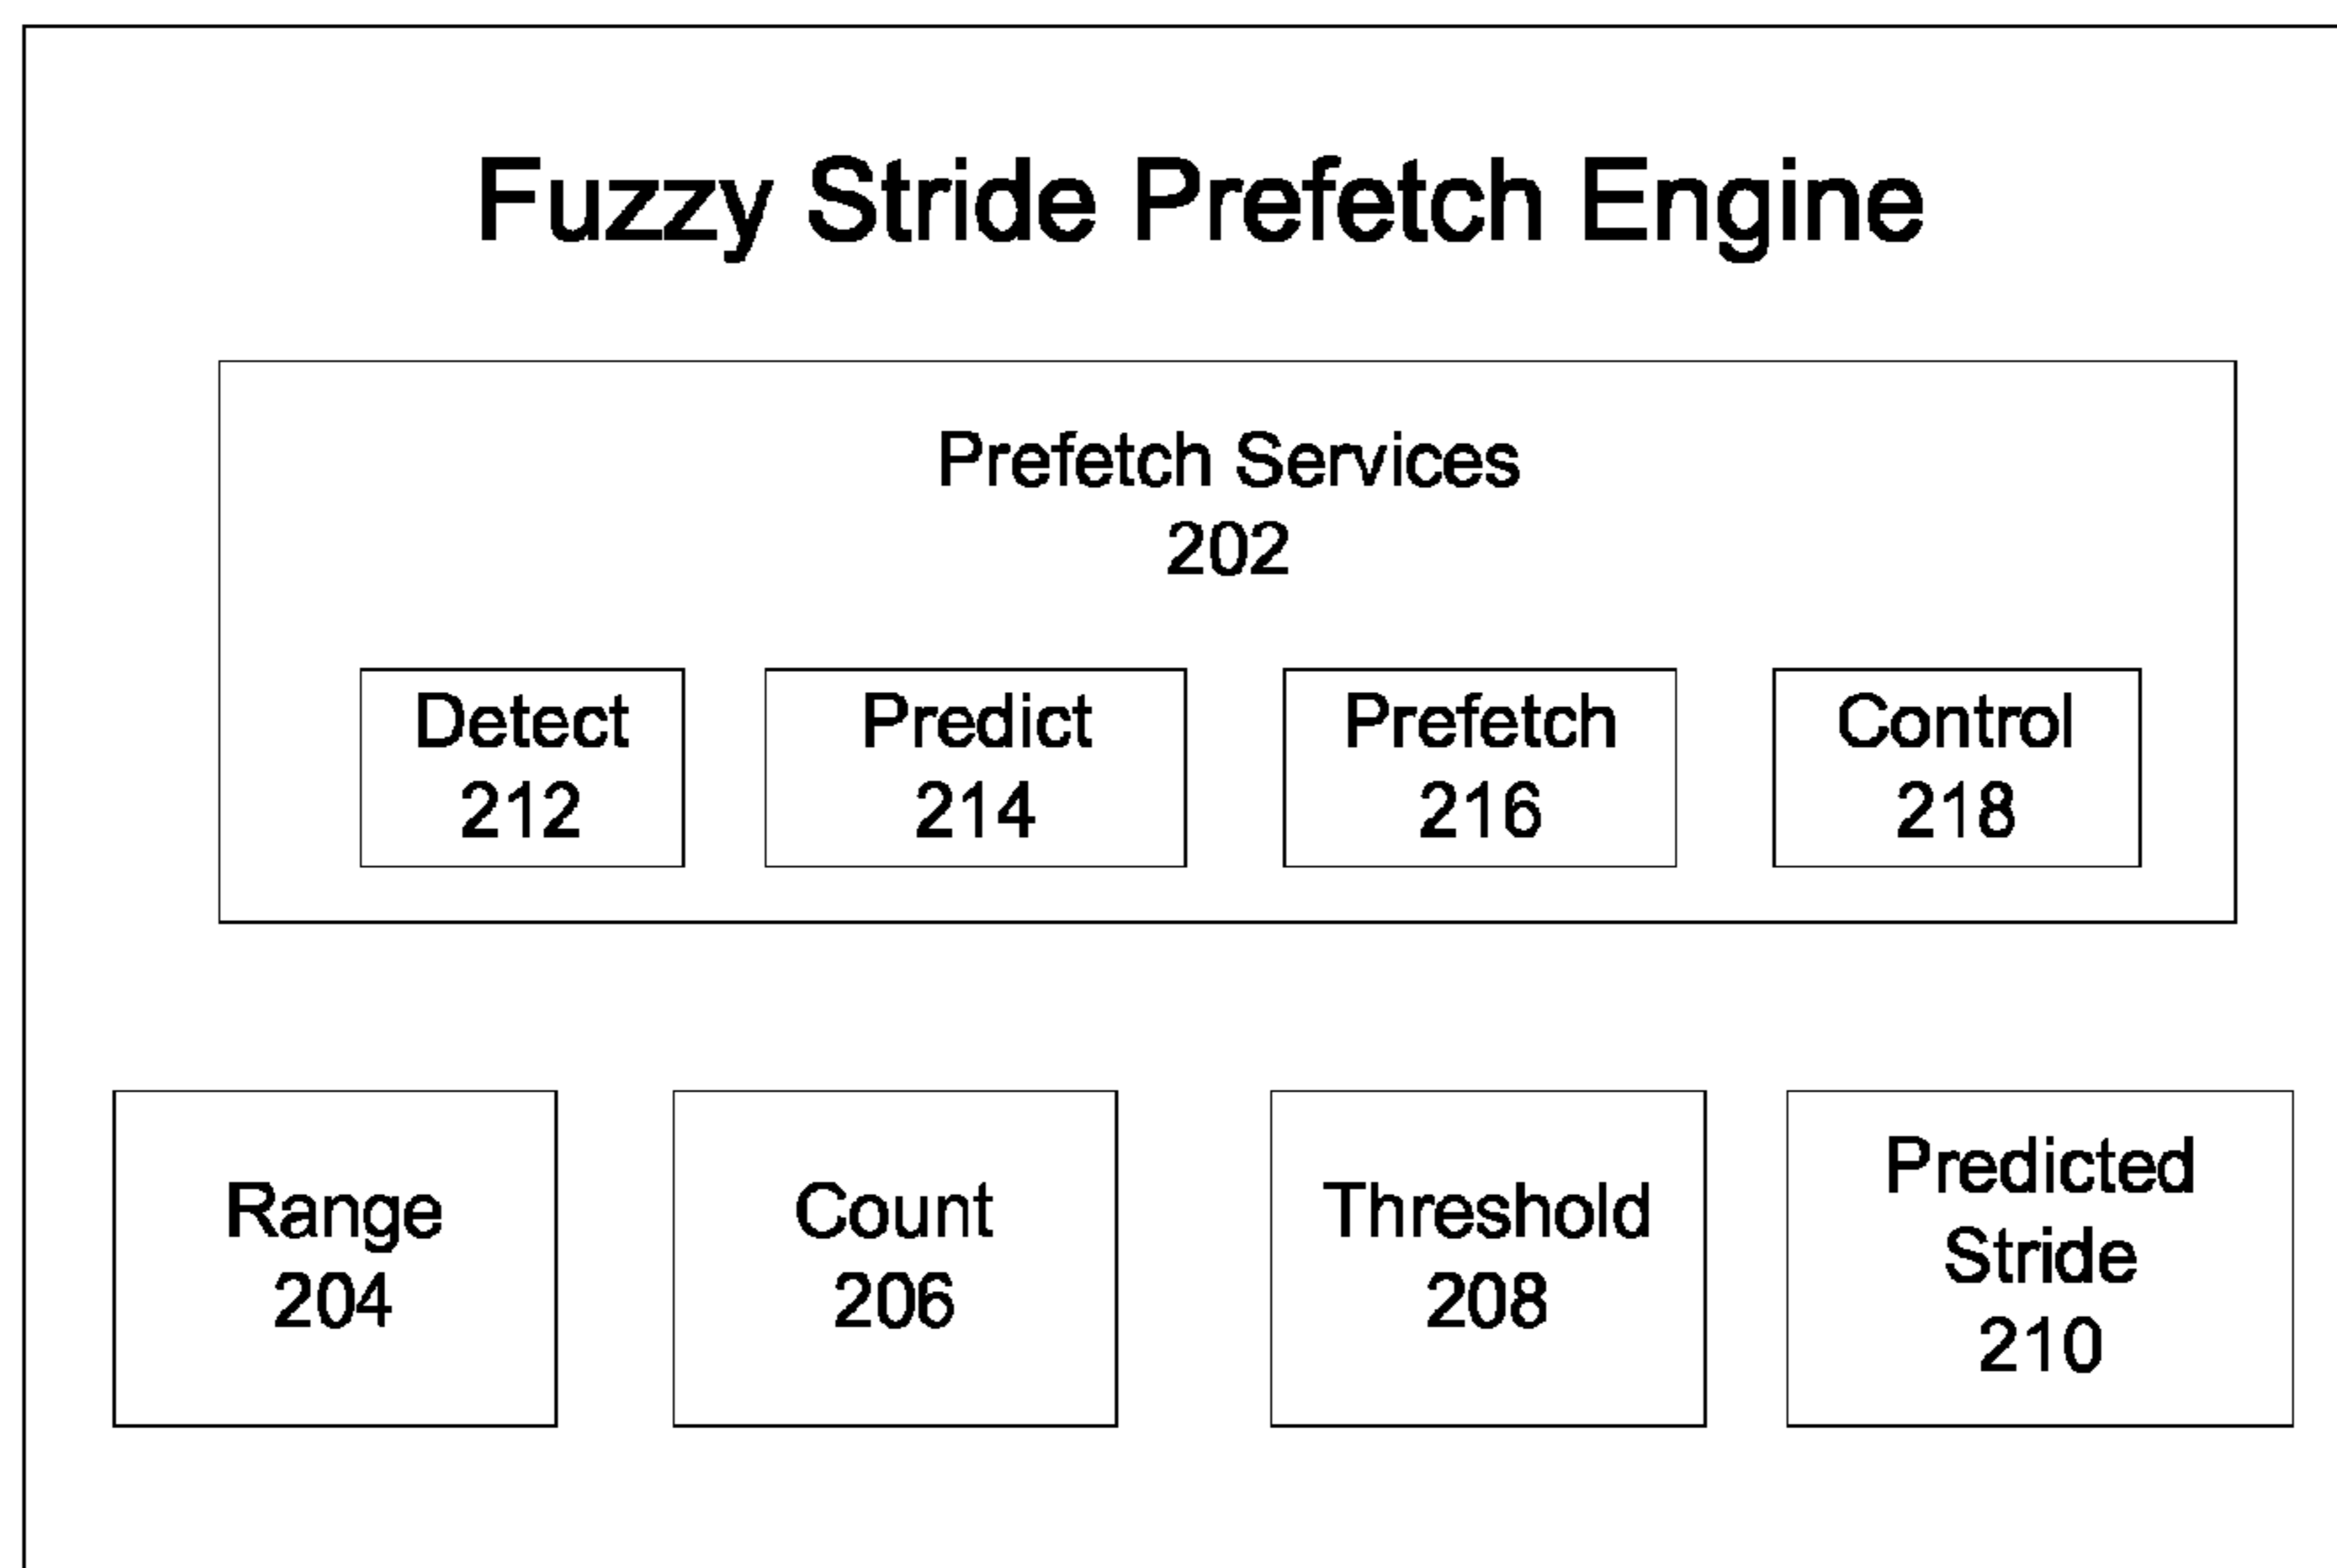 Fuzzy Stride Prefetch Engine
Prefetch Services
202
Detect
212
Predict
214
Prefetch
216
Control
218
Range
204
Count
206
Threshold
208
Predicted
Stride
210